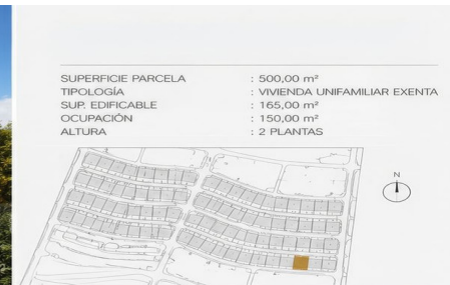 SUPERFICIE PARCELA : 500,00 m²
TIPOLOGÍA : VIVIENDA UNIFAMILIAR EXENTA
SUP. EDIFICABLE : 165,00 m²
OCUPACIÓN : 150,00 m²
ALTURA : 2 PLANTAS
N